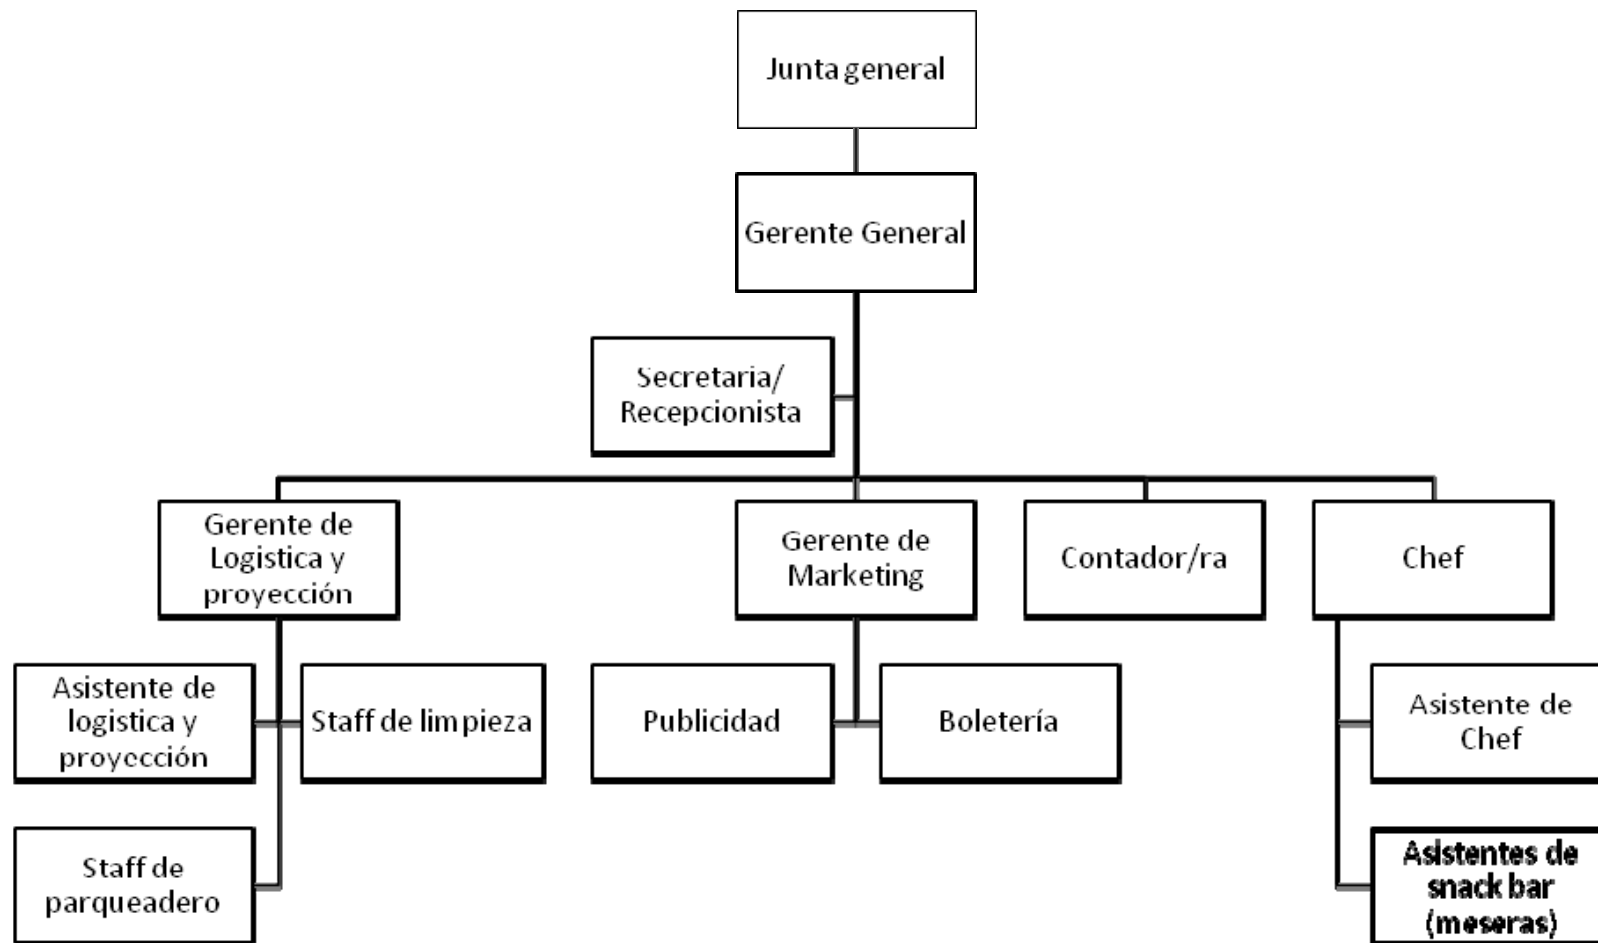 Junta general
Gerente General
Secretaria/
Recepcionista
Gerente de
Logistica y
proyección
Gerente de
Marketing
Contador/ra
Chef
Asistente de
logistica y
proyección
Staff de limpieza
Publicidad
Boletería
Asistente de
Chef
Staff de
parqueadero
Asistentes de
snack bar
(meseras)